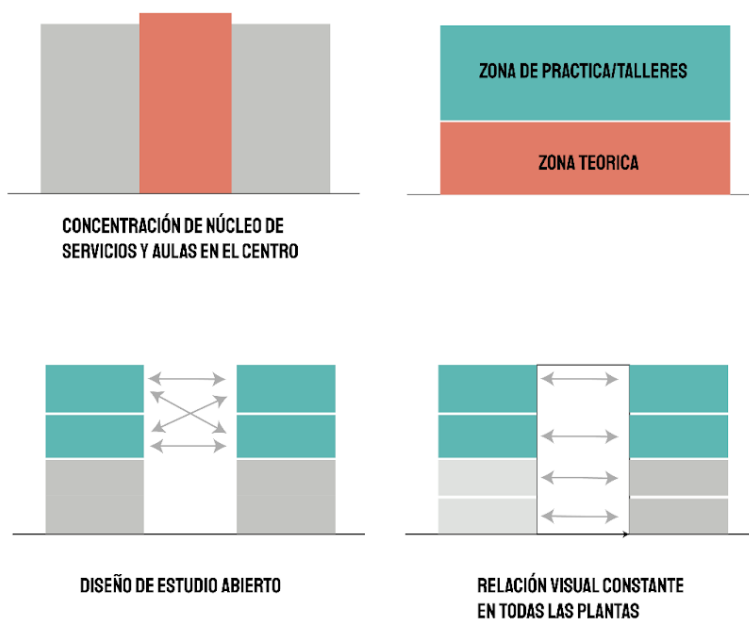 ZONA DE PRACTICA/TALLERES
ZONA TEORICA
CONCENTRACIÓN DE NÚCLEO DE
SERVICIOS Y AULAS EN EL CENTRO
DISEÑO DE ESTUDIO ABIERTO
RELACIÓN VISUAL CONSTANTE
EN TODAS LAS PLANTAS